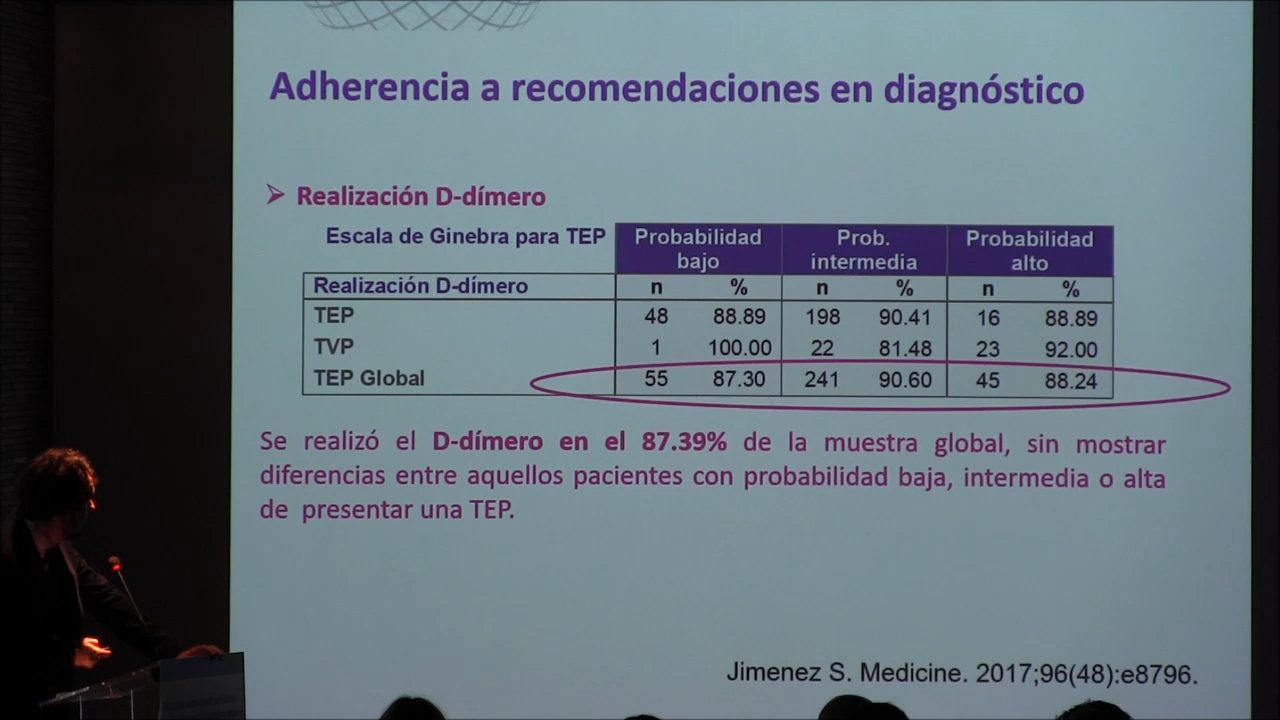 Adherencia a recomendaciones en diagnóstico
➢ Realización D-dímero
Escala de Ginebra para TEP Probabilidad bajo Prob. intermedia Probabilidad alto
Realización D-dímero n % n % n %
TEP 48 88.89 198 90.41 16 88.89
TVP 1 100.00 22 81.48 23 92.00
TEP Global 55 87.30 241 90.60 45 88.24
Se realizó el D-dímero en el 87.39% de la muestra global, sin mostrar
diferencias entre aquellos pacientes con probabilidad baja, intermedia o alta
de presentar una TEP.
Jimenez S. Medicine. 2017;96(48):e8796.